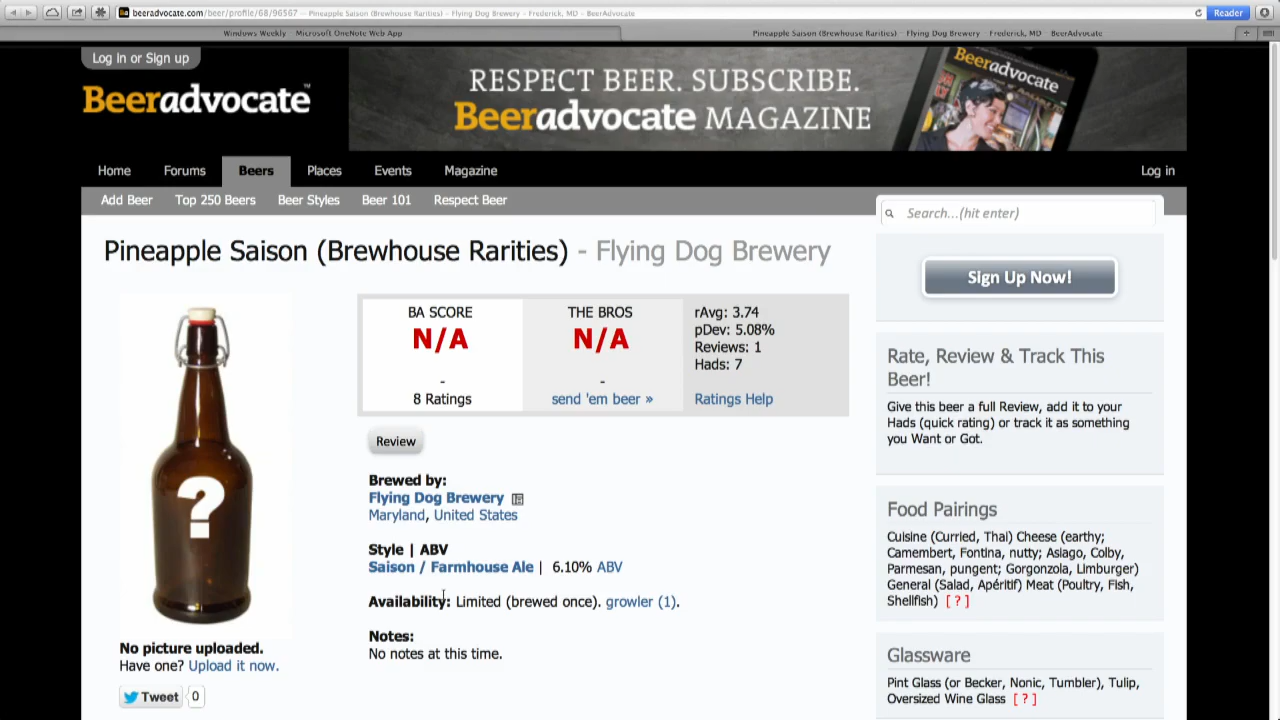 beeradvocate.com/beer/profile/68/96567 — Pineapple Saison (Brewhouse Rarities) – Flying Dog Brewery – Frederick, MD – BeerAdvocate
Reader
Windows Weekly Microsoft OneNote Web App
Pineapple Saison (Brewhouse Rarities) – Flying Dog Brewery Frederick, MD — BeerAdvocate
Log in or Sign up
Beeradvocate
RESPECT BEER. SUBSCRIBE.
Beeradvocate MAGAZINE
Beeradvocate
Home Forums Beers Places Events Magazine Log in
Add Beer Top 250 Beers Beer Styles Beer 101 Respect Beer
Search...(hit enter)
Pineapple Saison (Brewhouse Rarities) - Flying Dog Brewery
Sign Up Now!
BA SCORE
N/A
-
8 Ratings
THE BROS
N/A
-
send 'em beer »
rAvg: 3.74
pDev: 5.08%
Reviews: 1
Hads: 7
Ratings Help
Review
Brewed by:
Flying Dog Brewery
Maryland, United States
Style | ABV
Saison / Farmhouse Ale | 6.10% ABV
Availability: Limited (brewed once). growler (1).
Notes:
No notes at this time.
?
No picture uploaded.
Have one? Upload it now.
Tweet 0
Rate, Review & Track This
Beer!
Give this beer a full Review, add it to your
Hads (quick rating) or track it as something
you Want or Got.
Food Pairings
Cuisine (Curried, Thai) Cheese (earthy;
Camembert, Fontina, nutty; Asiago, Colby,
Parmesan, pungent; Gorgonzola, Limburger)
General (Salad, Apéritif) Meat (Poultry, Fish,
Shellfish) [ ? ]
Glassware
Pint Glass (or Becker, Nonic, Tumbler), Tulip,
Oversized Wine Glass [ ? ]